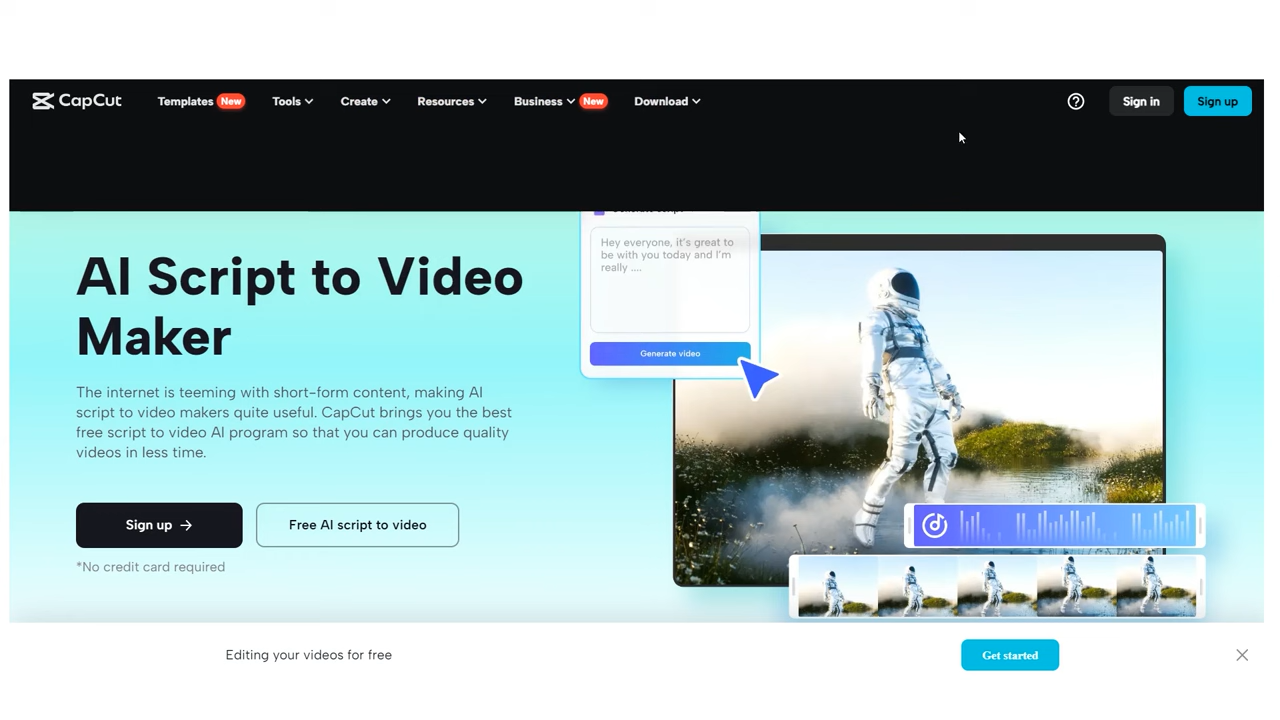 CapCut Templates New Tools Create Resources Business New Download Sign in Sign up
Hey everyone, it's great to
be with you today and I'm
really ....
Generate video
AI Script to Video
Maker
The internet is teeming with short-form content, making AI
script to video makers quite useful. CapCut brings you the best
free script to video AI program so that you can produce quality
videos in less time.
Sign up → Free AI script to video
*No credit card required
Editing your videos for free Get started